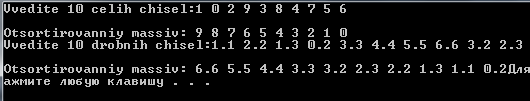 Vvedite 10 celih chisel:1 0 2 9 3 8 4 7 5 6
Otsortirovanniy massiv: 9 8 7 6 5 4 3 2 1 0
Vvedite 10 drobnih chisel:1.1 2.2 1.3 0.2 3.3 4.4 5.5 6.6 3.2 2.3
Otsortirovanniy massiv: 6.6 5.5 4.4 3.3 3.2 2.3 2.2 1.3 1.1 0.2Для
ажмите любую клавишу . . .